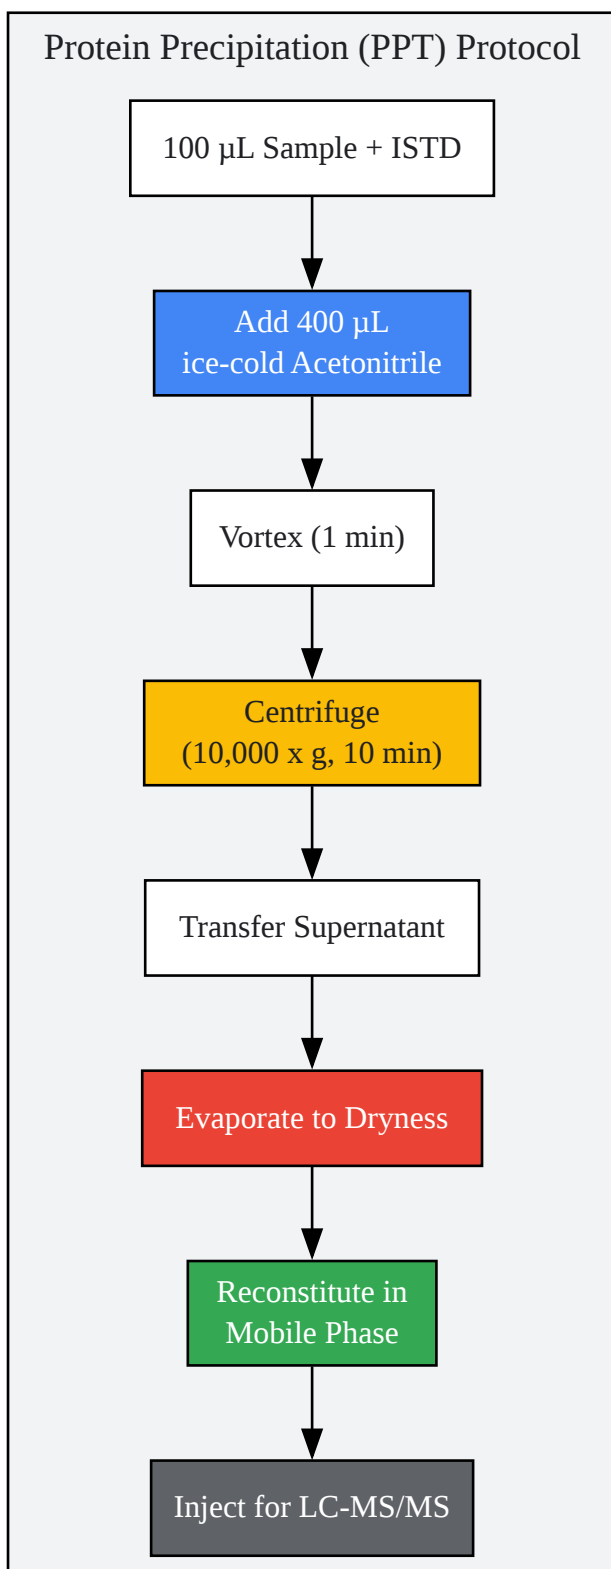 Protein Precipitation (PPT) Protocol
100 µL Sample + ISTD
Add 400 µL
ice-cold Acetonitrile
Vortex (1 min)
Centrifuge
(10,000 x g, 10 min)
Transfer Supernatant
Evaporate to Dryness
Reconstitute in
Mobile Phase
Inject for LC-MS/MS